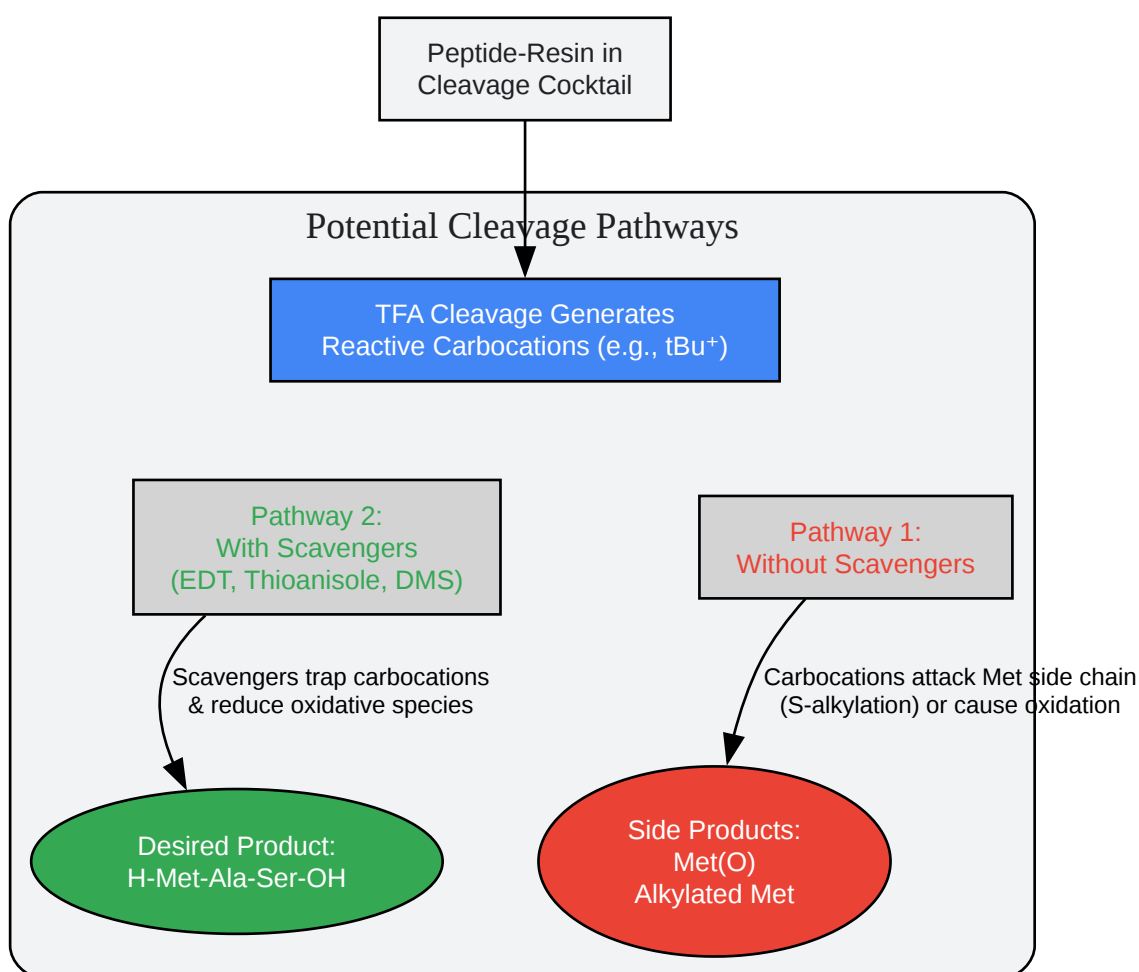 Peptide-Resin in
Cleavage Cocktail
Potential Cleavage Pathways
TFA Cleavage Generates
Reactive Carbocations (e.g., tBu⁺)
Pathway 2:
With Scavengers
(EDT, Thioanisole, DMS)
Pathway 1:
Without Scavengers
Scavengers trap carbocations
& reduce oxidative species
Carbocations attack Met side chain
(S-alkylation) or cause oxidation
Desired Product:
H-Met-Ala-Ser-OH
Side Products:
Met(O)
Alkylated Met